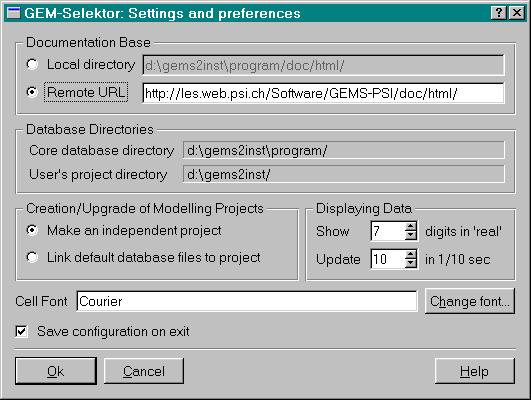 GEM-Selektor: Settings and preferences
Documentation Base
Local directory d:\gems2inst\program/doc/html/
Remote URL http://les.web.psi.ch/Software/GEMS-PSI/doc/html/
Database Directories
Core database directory d:\gems2inst\program/
User's project directory d:\gems2inst/
Creation/Upgrade of Modelling Projects
Make an independent project
Link default database files to project
Displaying Data
Show 7 digits in 'real'
Update 10 in 1/10 sec
Cell Font Courier Change font...
Save configuration on exit
Ok Cancel Help